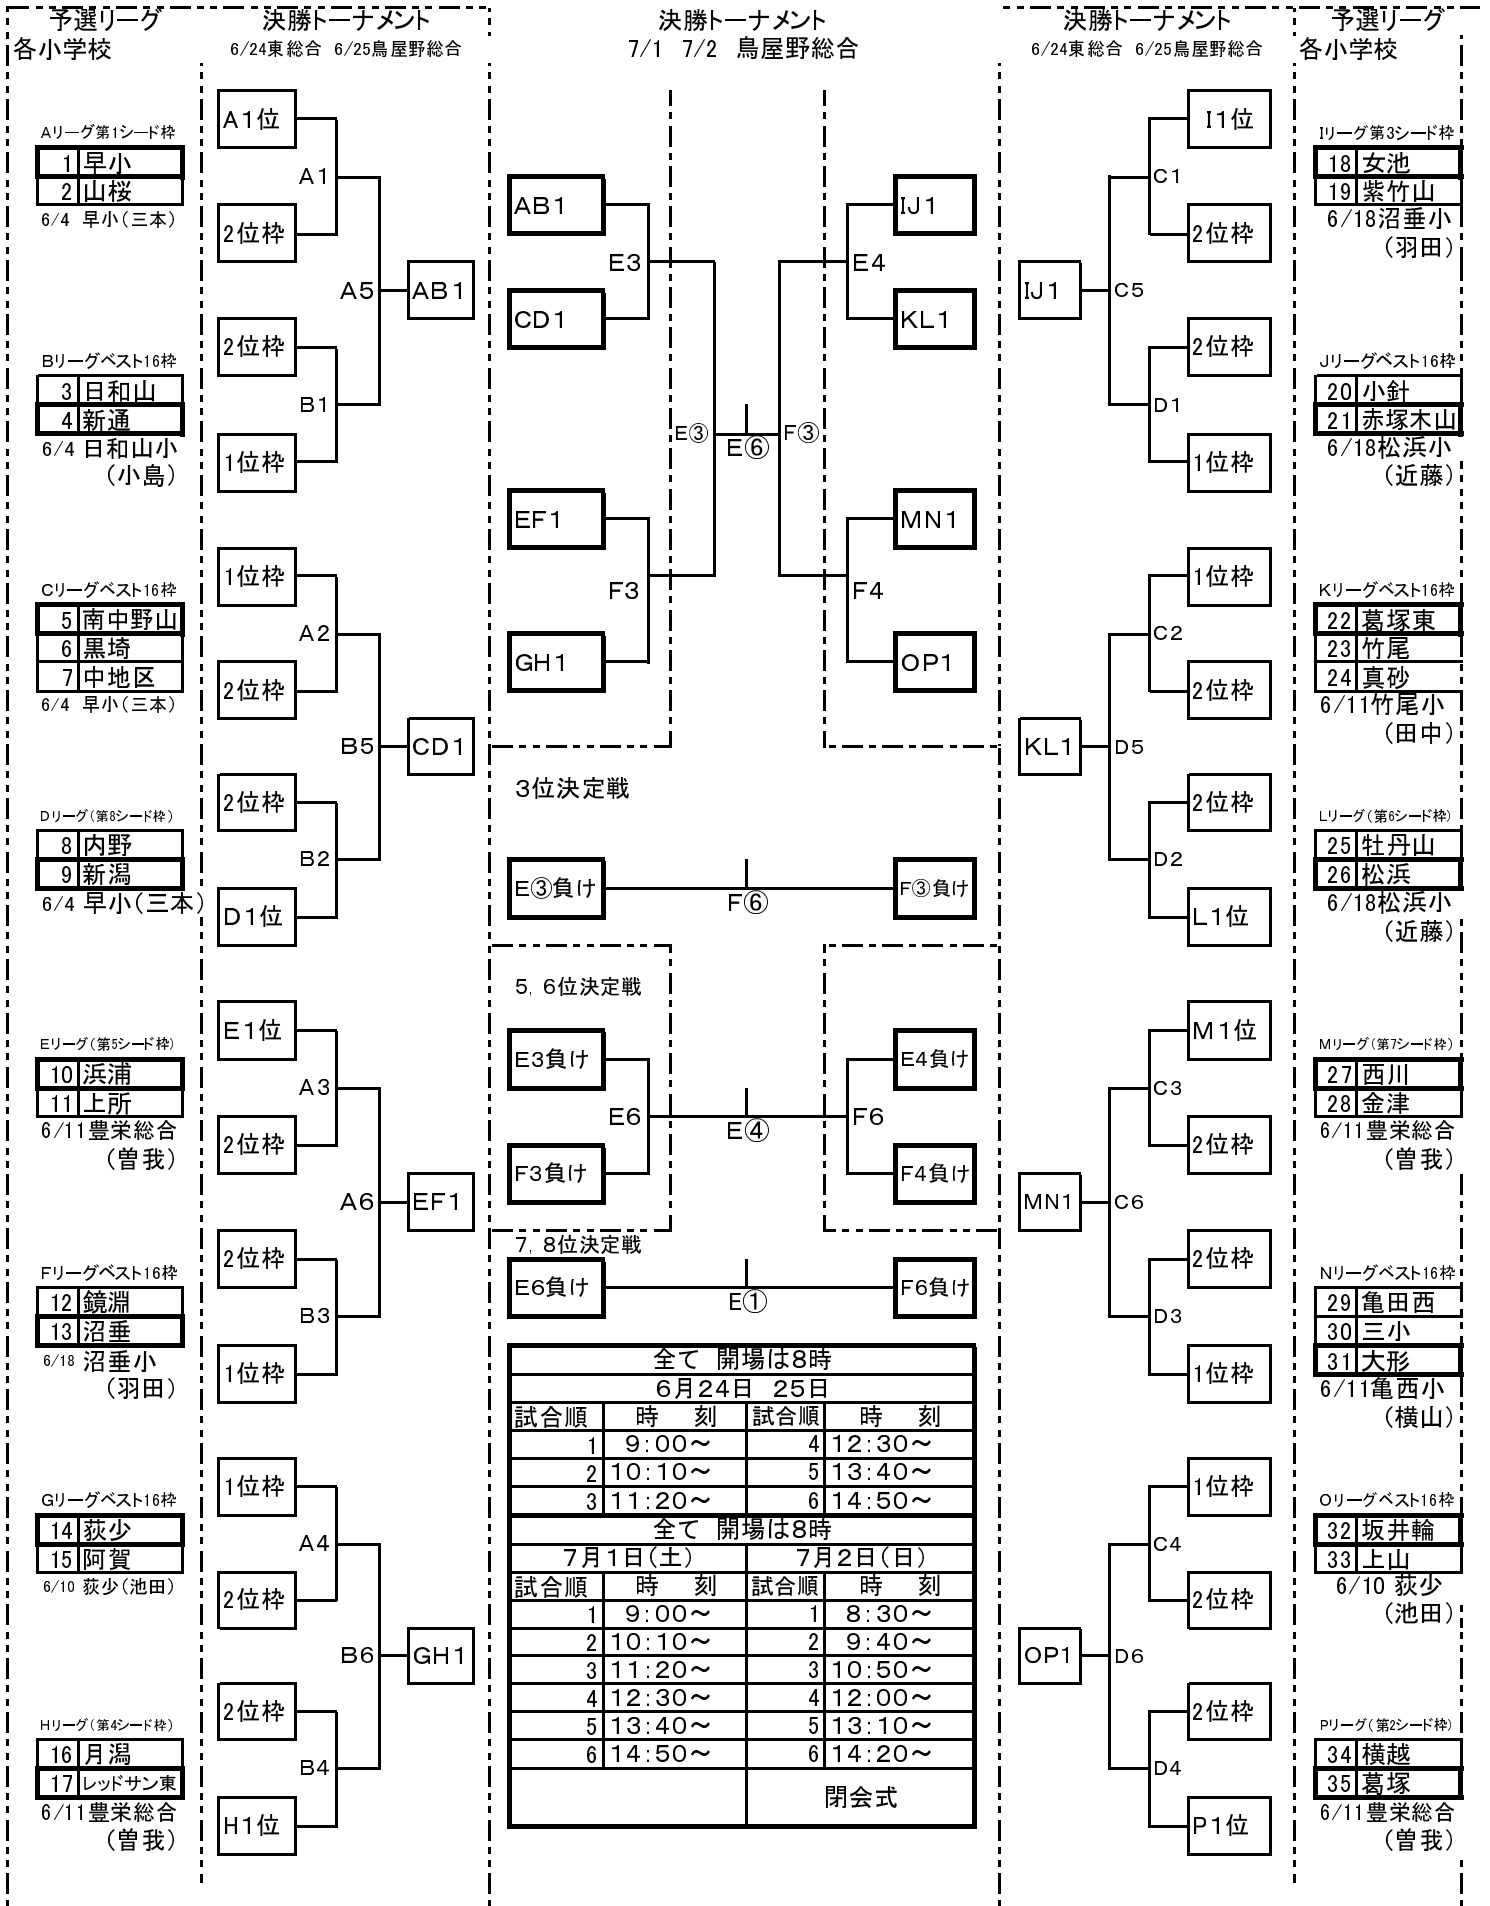 予選リーグ
各小学校
Aリーグ第1シード枠
1 早小
2 山桜
6/4 早小(三本)
Bリーグベスト16枠
3 日和山
4 新通
6/4 日和山小
(小島)
Cリーグベスト16枠
5 南中野山
6 黒埼
7 中地区
6/4 早小(三本)
Dリーグ(第8シード枠)
8 内野
9 新潟
6/4 早小(三本)
Eリーグ(第5シード枠)
10 浜浦
11 上所
6/11豊栄総合
(曽我)
Fリーグベスト16枠
12 鏡淵
13 沼垂
6/18 沼垂小
(羽田)
Gリーグベスト16枠
14 荻少
15 阿賀
6/10 荻少(池田)
Hリーグ(第4シード枠)
16 月潟
17 レッドサン東
6/11豊栄総合
(曽我)
決勝トーナメント
6/24東総合 6/25鳥屋野総合
A1位
A1
2位枠
A5
AB1
2位枠
B1
1位枠
1位枠
A2
2位枠
B5
CD1
2位枠
B2
D1位
E1位
A3
2位枠
A6
EF1
2位枠
B3
1位枠
1位枠
A4
2位枠
B6
GH1
2位枠
B4
H1位
決勝トーナメント
7/1 7/2 鳥屋野総合
AB1
IJ1
E3
E4
CD1
KL1
E③
E⑥
F③
EF1
MN1
F3
F4
GH1
OP1
3位決定戦
E③負け
F⑥
F③負け
5,6位決定戦
E3負け
E4負け
E6
E④
F6
F3負け
F4負け
7,8位決定戦
E6負け
E①
F6負け
全て 開場は8時
6月24日 25日
試合順 時 刻 試合順 時 刻
1 9:00～ 4 12:30～
2 10:10～ 5 13:40～
3 11:20～ 6 14:50～
全て 開場は8時
7月1日(土) 7月2日(日)
試合順 時 刻 試合順 時 刻
1 9:00～ 1 8:30～
2 10:10～ 2 9:40～
3 11:20～ 3 10:50～
4 12:30～ 4 12:00～
5 13:40～ 5 13:10～
6 14:50～ 6 14:20～
閉会式
決勝トーナメント
6/24東総合 6/25鳥屋野総合
I1位
C1
2位枠
IJ1
C5
2位枠
D1
1位枠
1位枠
C2
2位枠
KL1
D5
2位枠
D2
L1位
M1位
C3
2位枠
MN1
C6
2位枠
D3
1位枠
1位枠
C4
2位枠
OP1
D6
2位枠
D4
P1位
予選リーグ
各小学校
Iリーグ第3シード枠
18 女池
19 紫竹山
6/18沼垂小
(羽田)
Jリーグベスト16枠
20 小針
21 赤塚木山
6/18松浜小
(近藤)
Kリーグベスト16枠
22 葛塚東
23 竹尾
24 真砂
6/11竹尾小
(田中)
Lリーグ(第6シード枠)
25 牡丹山
26 松浜
6/18松浜小
(近藤)
Mリーグ(第7シード枠)
27 西川
28 金津
6/11豊栄総合
(曽我)
Nリーグベスト16枠
29 亀田西
30 三小
31 大形
6/11亀西小
(横山)
Oリーグベスト16枠
32 坂井輪
33 上山
6/10 荻少
(池田)
Pリーグ(第2シード枠)
34 横越
35 葛塚
6/11豊栄総合
(曽我)